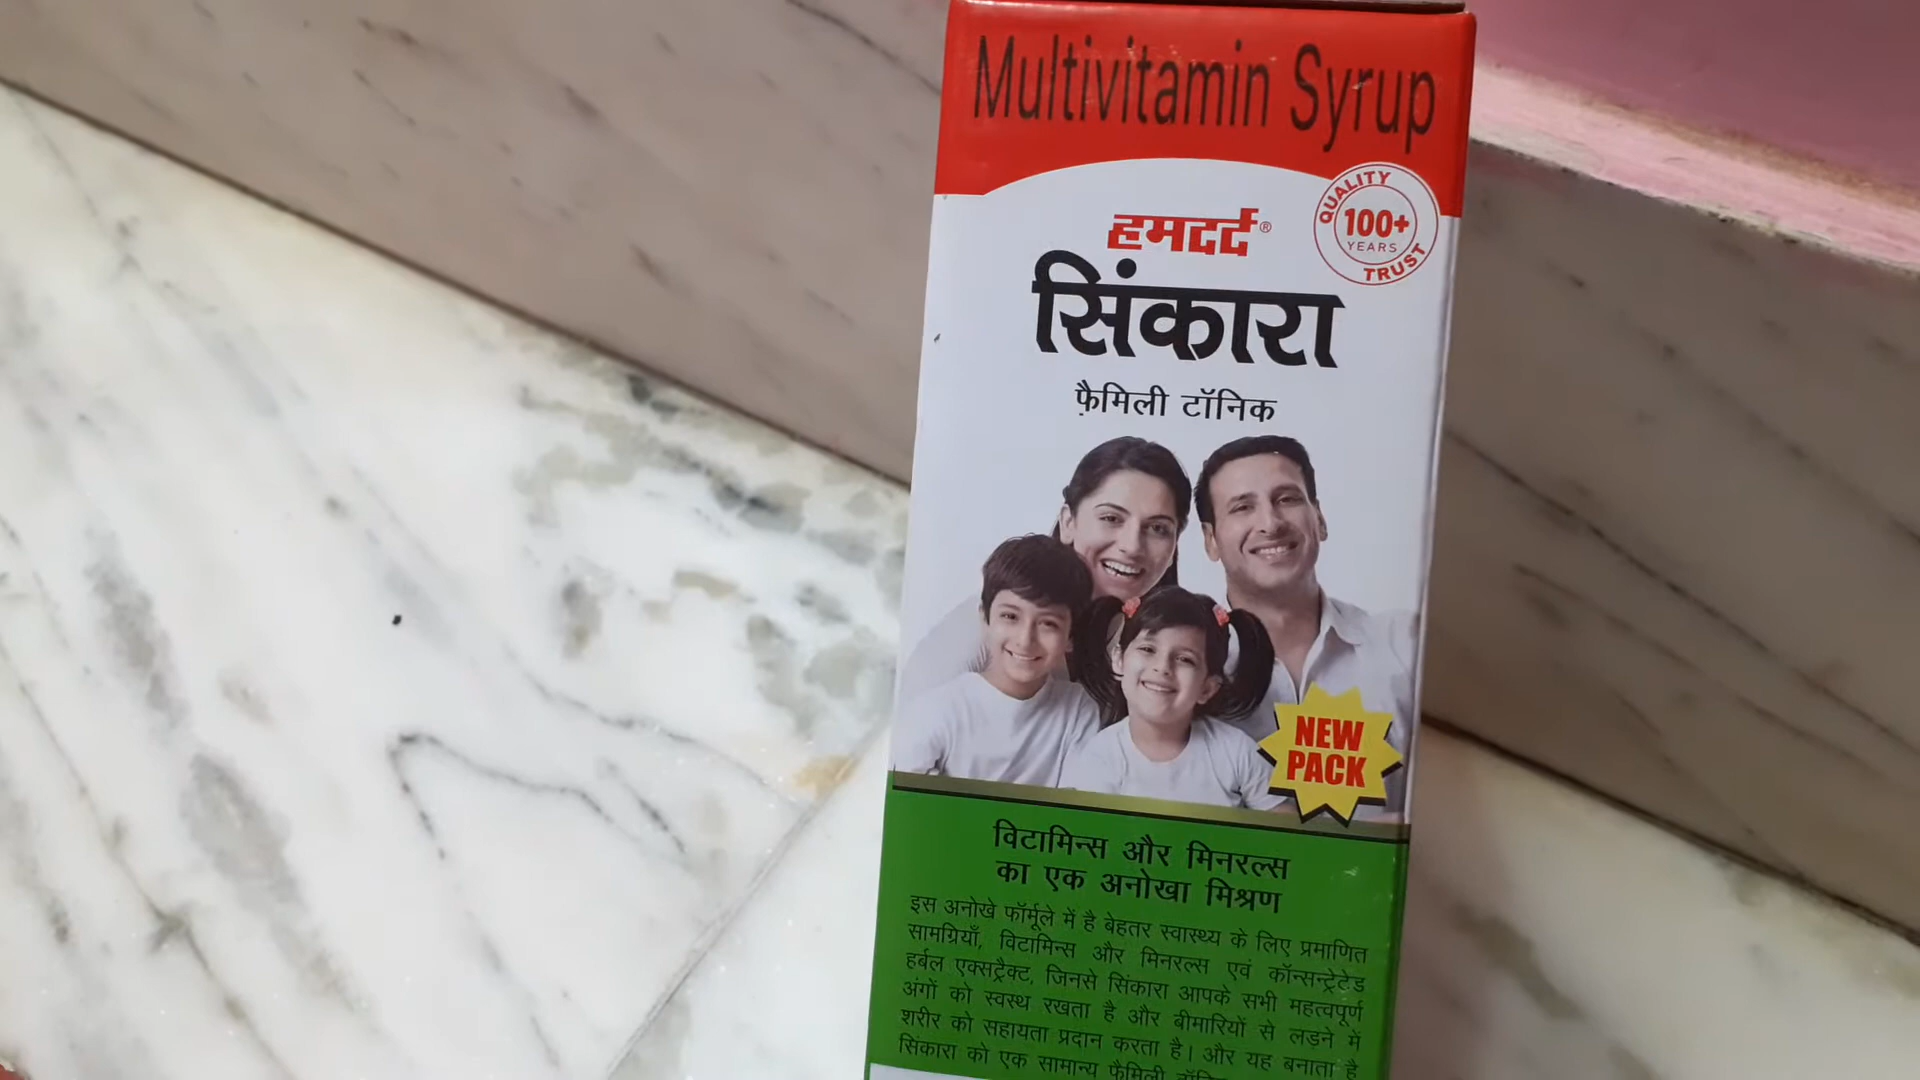 Multivitamin Syrup
QUALITY
100+
YEARS
TRUST
हमदर्द®
सिंकारा
फ़ैमिली टॉनिक
NEW
PACK
विटामिन्स और मिनरल्स
का एक अनोखा मिश्रण
इस अनोखे फॉर्मूले में है बेहतर स्वास्थ्य के लिए प्रमाणित
सामग्रियाँ, विटामिन्स और मिनरल्स एवं कॉन्सन्ट्रेटेड
हर्बल एक्सट्रैक्ट, जिनसे सिंकारा आपके सभी महत्वपूर्ण
अंगों को स्वस्थ रखता है और बीमारियों से लड़ने में
शरीर को सहायता प्रदान करता है। और यह बनाता है
सिंकारा को एक सामान्य फ़ैमिली